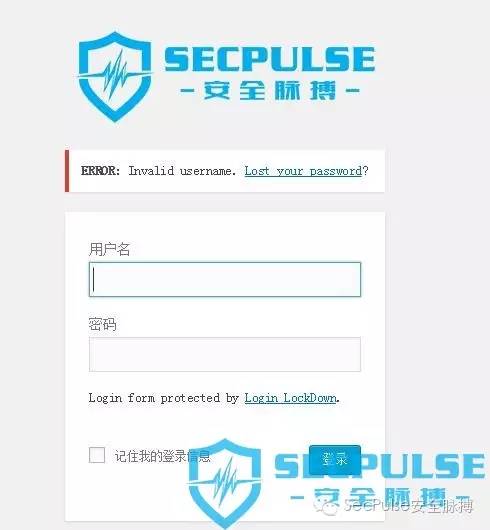 SECPULSE
-安全脉搏-
ERROR: Invalid username. Lost your password?
用户名
密码
Login form protected by Login LockDown.
记住我的登录信息
登录
SECPULSE
-安全脉搏-
SecPulse安全脉搏